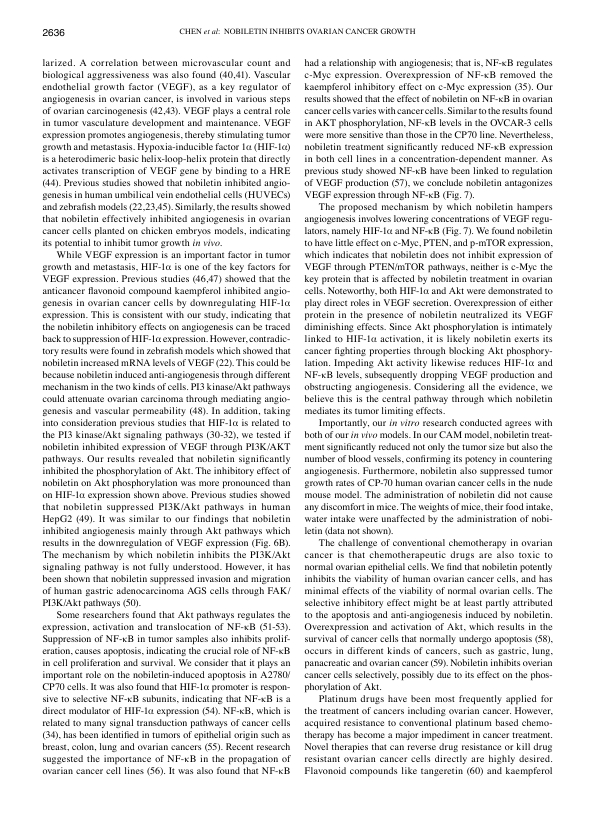 2636
CHEN et al: NOBILETIN INHIBITS OVARIAN CANCER GROWTH
larized. A correlation between microvascular count and
biological aggressiveness was also found (40,41). Vascular
endothelial growth factor (VEGF), as a key regulator of
angiogenesis in ovarian cancer, is involved in various steps
of ovarian carcinogenesis (42,43). VEGF plays a central role
in tumor vasculature development and maintenance. VEGF
expression promotes angiogenesis, thereby stimulating tumor
growth and metastasis. Hypoxia-inducible factor 1α (HIF-1α)
is a heterodimeric basic helix-loop-helix protein that directly
activates transcription of VEGF gene by binding to a HRE
(44). Previous studies showed that nobiletin inhibited angio-
genesis in human umbilical vein endothelial cells (HUVECs)
and zebrafish models (22,23,45). Similarly, the results showed
that nobiletin effectively inhibited angiogenesis in ovarian
cancer cells planted on chicken embryos models, indicating
its potential to inhibit tumor growth in vivo.
While VEGF expression is an important factor in tumor
growth and metastasis, HIF-1α is one of the key factors for
VEGF expression. Previous studies (46,47) showed that the
anticancer flavonoid compound kaempferol inhibited angio-
genesis in ovarian cancer cells by downregulating HIF-1α
expression. This is consistent with our study, indicating that
the nobiletin inhibitory effects on angiogenesis can be traced
back to suppression of HIF-1α expression. However, contradic-
tory results were found in zebrafish models which showed that
nobiletin increased mRNA levels of VEGF (22). This could be
because nobiletin induced anti-angiogenesis through different
mechanism in the two kinds of cells. PI3 kinase/Akt pathways
could attenuate ovarian carcinoma through mediating angio-
genesis and vascular permeability (48). In addition, taking
into consideration previous studies that HIF-1α is related to
the PI3 kinase/Akt signaling pathways (30-32), we tested if
nobiletin inhibited expression of VEGF through PI3K/AKT
pathways. Our results revealed that nobiletin significantly
inhibited the phosphorylation of Akt. The inhibitory effect of
nobiletin on Akt phosphorylation was more pronounced than
on HIF-1α expression shown above. Previous studies showed
that nobiletin suppressed PI3K/Akt pathways in human
HepG2 (49). It was similar to our findings that nobiletin
inhibited angiogenesis mainly through Akt pathways which
results in the downregulation of VEGF expression (Fig. 6B).
The mechanism by which nobiletin inhibits the PI3K/Akt
signaling pathway is not fully understood. However, it has
been shown that nobiletin suppressed invasion and migration
of human gastric adenocarcinoma AGS cells through FAK/
PI3K/Akt pathways (50).
Some researchers found that Akt pathways regulates the
expression, activation and translocation of NF-κB (51-53).
Suppression of NF-κB in tumor samples also inhibits prolif-
eration, causes apoptosis, indicating the crucial role of NF-κB
in cell proliferation and survival. We consider that it plays an
important role on the nobiletin-induced apoptosis in A2780/
CP70 cells. It was also found that HIF-1α promoter is respon-
sive to selective NF-κB subunits, indicating that NF-κB is a
direct modulator of HIF-1α expression (54). NF-κB, which is
related to many signal transduction pathways of cancer cells
(34), has been identified in tumors of epithelial origin such as
breast, colon, lung and ovarian cancers (55). Recent research
suggested the importance of NF-κB in the propagation of
ovarian cancer cell lines (56). It was also found that NF-κB
had a relationship with angiogenesis; that is, NF-κB regulates
c-Myc expression. Overexpression of NF-κB removed the
kaempferol inhibitory effect on c-Myc expression (35). Our
results showed that the effect of nobiletin on NF-κB in ovarian
cancer cells varies with cancer cells. Similar to the results found
in AKT phosphorylation, NF-κB levels in the OVCAR-3 cells
were more sensitive than those in the CP70 line. Nevertheless,
nobiletin treatment significantly reduced NF-κB expression
in both cell lines in a concentration-dependent manner. As
previous study showed NF-κB have been linked to regulation
of VEGF production (57), we conclude nobiletin antagonizes
VEGF expression through NF-κB (Fig. 7).
The proposed mechanism by which nobiletin hampers
angiogenesis involves lowering concentrations of VEGF regu-
lators, namely HIF-1α and NF-κB (Fig. 7). We found nobiletin
to have little effect on c-Myc, PTEN, and p-mTOR expression,
which indicates that nobiletin does not inhibit expression of
VEGF through PTEN/mTOR pathways, neither is c-Myc the
key protein that is affected by nobiletin treatment in ovarian
cells. Noteworthy, both HIF-1α and Akt were demonstrated to
play direct roles in VEGF secretion. Overexpression of either
protein in the presence of nobiletin neutralized its VEGF
diminishing effects. Since Akt phosphorylation is intimately
linked to HIF-1α activation, it is likely nobiletin exerts its
cancer fighting properties through blocking Akt phosphory-
lation. Impeding Akt activity likewise reduces HIF-1α and
NF-κB levels, subsequently dropping VEGF production and
obstructing angiogenesis. Considering all the evidence, we
believe this is the central pathway through which nobiletin
mediates its tumor limiting effects.
Importantly, our in vitro research conducted agrees with
both of our in vivo models. In our CAM model, nobiletin treat-
ment significantly reduced not only the tumor size but also the
number of blood vessels, confirming its potency in countering
angiogenesis. Furthermore, nobiletin also suppressed tumor
growth rates of CP-70 human ovarian cancer cells in the nude
mouse model. The administration of nobiletin did not cause
any discomfort in mice. The weights of mice, their food intake,
water intake were unaffected by the administration of nobi-
letin (data not shown).
The challenge of conventional chemotherapy in ovarian
cancer is that chemotherapeutic drugs are also toxic to
normal ovarian epithelial cells. We find that nobiletin potently
inhibits the viability of human ovarian cancer cells, and has
minimal effects of the viability of normal ovarian cells. The
selective inhibitory effect might be at least partly attributed
to the apoptosis and anti-angiogenesis induced by nobiletin.
Overexpression and activation of Akt, which results in the
survival of cancer cells that normally undergo apoptosis (58),
occurs in different kinds of cancers, such as gastric, lung,
panacreatic and ovarian cancer (59). Nobiletin inhibits overian
cancer cells selectively, possibly due to its effect on the phos-
phorylation of Akt.
Platinum drugs have been most frequently applied for
the treatment of cancers including ovarian cancer. However,
acquired resistance to conventional platinum based chemo-
therapy has become a major impediment in cancer treatment.
Novel therapies that can reverse drug resistance or kill drug
resistant ovarian cancer cells directly are highly desired.
Flavonoid compounds like tangeretin (60) and kaempferol